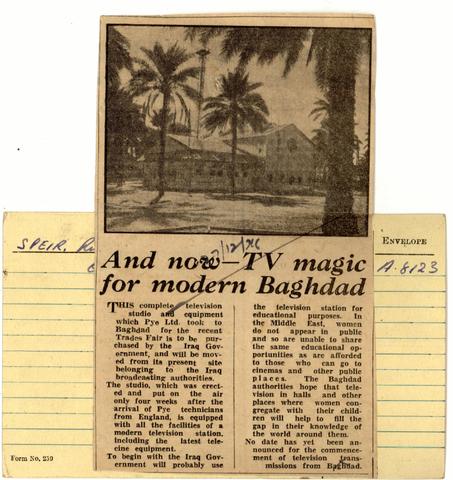 SPEIR,
ENVELOPE
A.8123
And now—TV magic
for modern Baghdad
THIS complete television
studio and equipment
which Pye Ltd. took to
Baghdad for the recent
Trades Fair is to be pur-
chased by the Iraq Gov-
ernment, and will be mov-
ed from its present site
belonging to the Iraq
broadcasting authorities.
The studio, which was erect-
ed and put on the air
only four weeks after the
arrival of Pye technicians
from England, is equipped
with all the facilities of a
modern television station,
including the latest tele-
cine equipment.
To begin with the Iraq Gov-
ernment will probably use
the television station for
educational purposes. In
the Middle East, women
do not appear in public
and so are unable to share
the same educational op-
portunities as are afforded
to those who can go to
cinemas and other public
places. The Baghdad
authorities hope that tele-
vision in halls and other
places where women con-
gregate with their child-
ren will help to fill the
gap in their knowledge of
the world around them.
No date has yet been an-
nounced for the commence-
ment of television trans-
missions from Baghdad.
Form No. 259